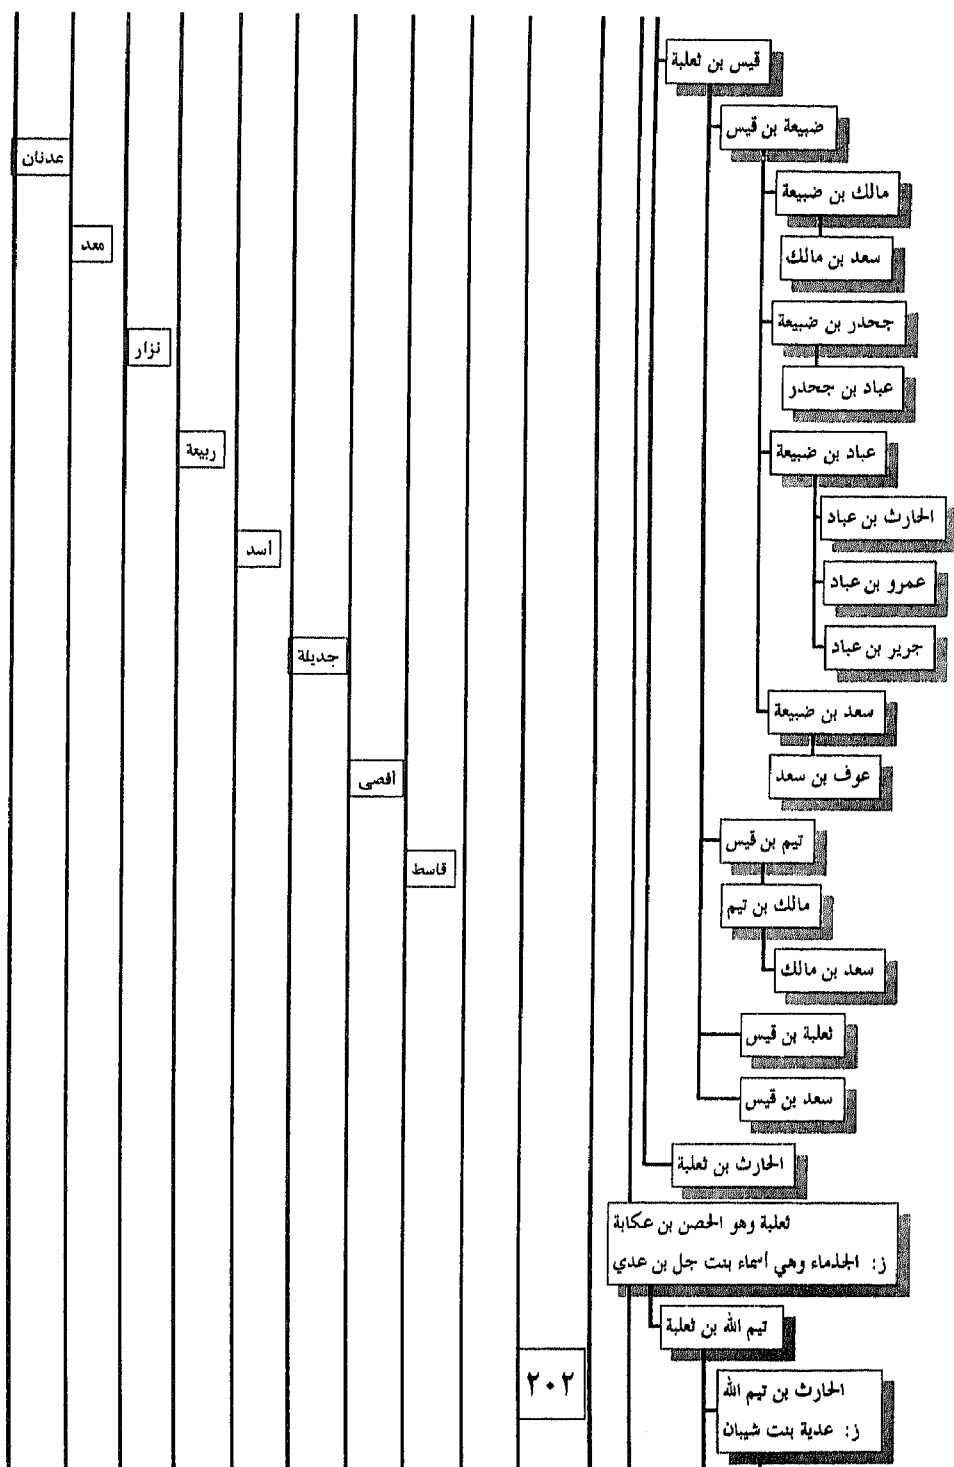 قيس بن ثعلبة
ضبيعة بن قيس
مالك بن ضبيعة
سعد بن مالك
جحدر بن ضبيعة
عباد بن جحدر
عباد بن ضبيعة
الحارث بن عباد
عمرو بن عباد
جرير بن عباد
سعد بن ضبيعة
عوف بن سعد
تيم بن قيس
مالك بن تيم
سعد بن مالك
ثعلبة بن قيس
سعد بن قيس
الحارث بن ثعلبة
ثعلبة وهو الحصن بن عكابة
ز: الجذماء وهي أسماء بنت جل بن عدي
تيم الله بن ثعلبة
الحارث بن تيم الله
ز: عدية بنت شيبان
عدنان
معد
نزار
ربيعة
أسد
جديلة
أفصى
قاسط
٢٠٢